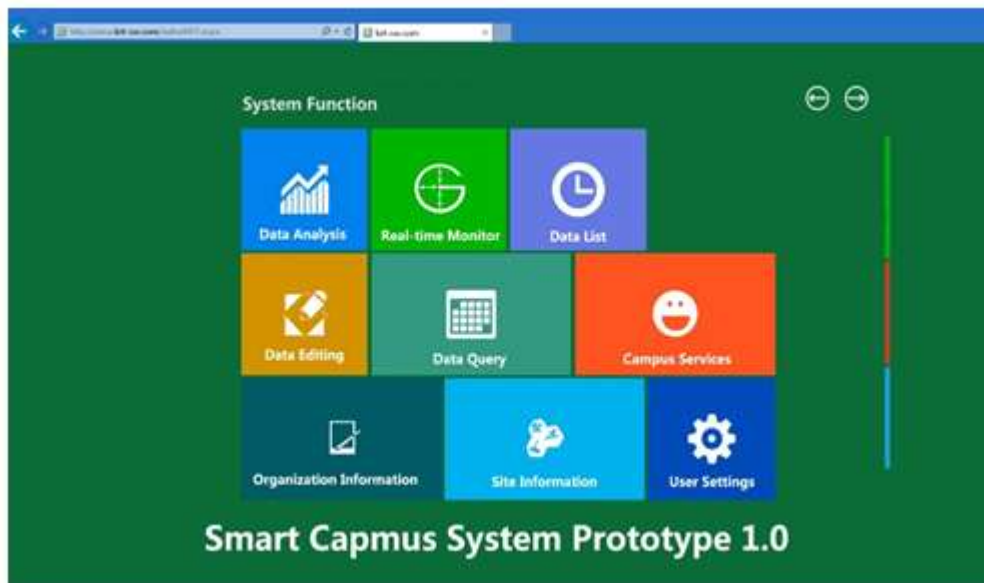 System Function
Data Analysis
Real-time Monitor
Data List
Data Editing
Data Query
Campus Services
Organization Information
Site Information
User Settings
Smart Capmus System Prototype 1.0